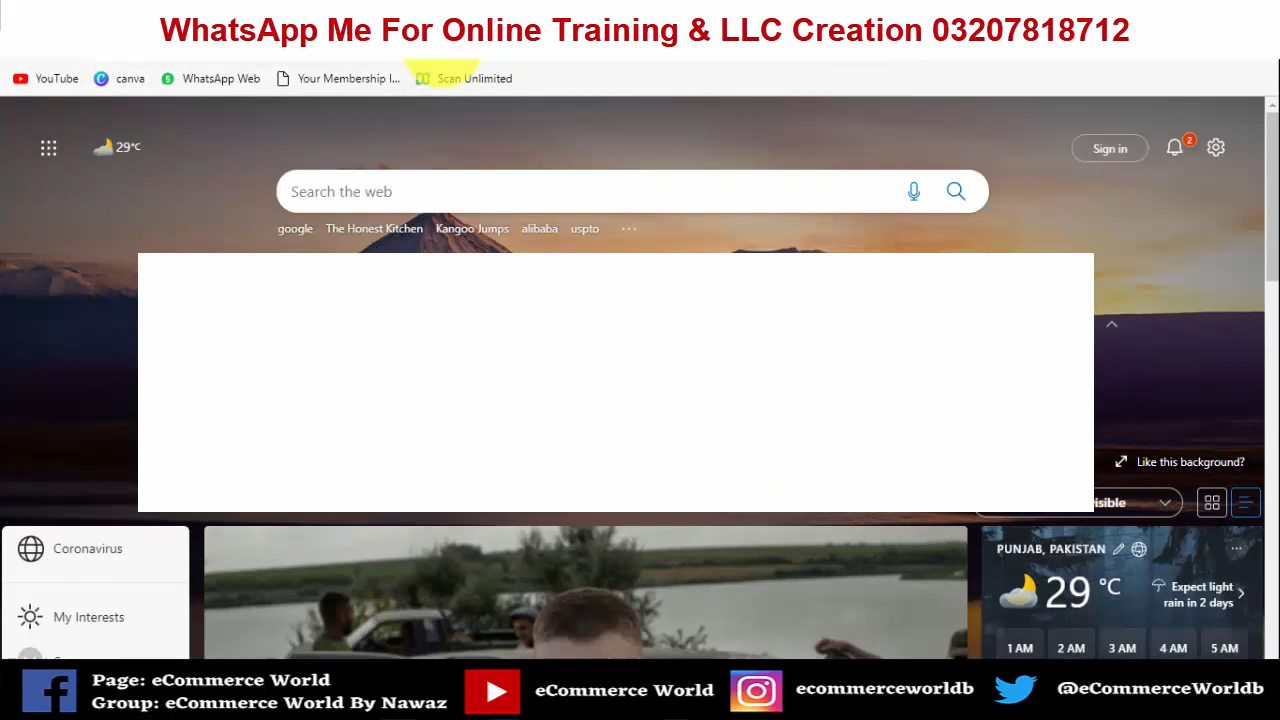 WhatsApp Me For Online Training & LLC Creation 03207818712
YouTube canva WhatsApp Web Your Membership I... Scan Unlimited
29°C
Sign in
2
Search the web
google The Honest Kitchen Kangoo Jumps alibaba uspto ...
Like this background?
visible
Coronavirus
My Interests
PUNJAB, PAKISTAN
29 °C
Expect light
rain in 2 days
1 AM 2 AM 3 AM 4 AM 5 AM
Page: eCommerce World
Group: eCommerce World By Nawaz
eCommerce World
ecommerceworldb
@eCommerceWorldb